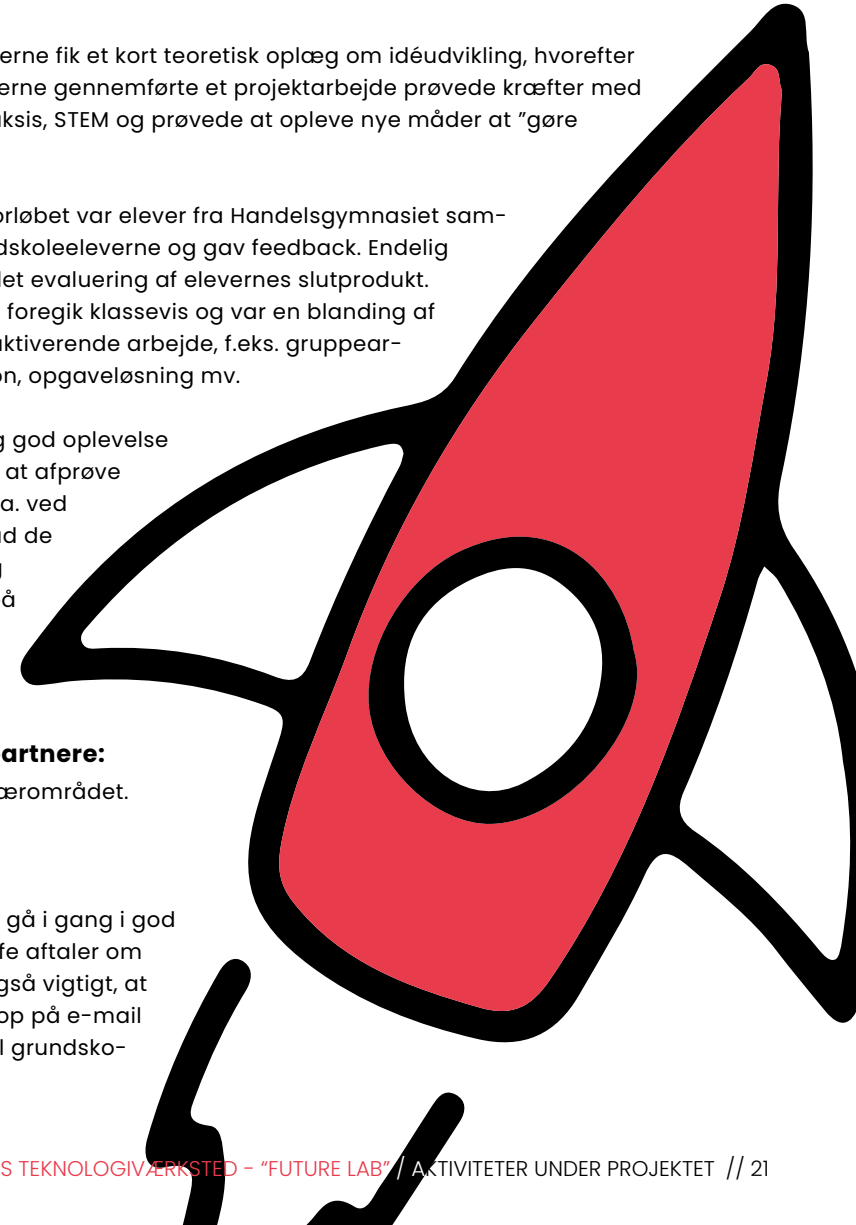 erne fik et kort teoretisk oplæg om idéudvikling, hvorefter
erne gennemførte et projektarbejde prøvede kræfter med
ksis, STEM og prøvede at opleve nye måder at ”gøre
orløbet var elever fra Handelsgymnasiet sam-
dskoleeleverne og gav feedback. Endelig
det evaluering af elevernes slutprodukt.
foregik klassevis og var en blanding af
aktiverende arbejde, f.eks. gruppear-
on, opgaveløsning mv.
g god oplevelse
at afprøve
a. ved
ad de
g
å
artnere:
ærområdet.
gå i gang i god
fe aftaler om
gså vigtigt, at
op på e-mail
l grundsko-
S TEKNOLOGIVÆRKSTED - “FUTURE LAB” / AKTIVITETER UNDER PROJEKTET // 21